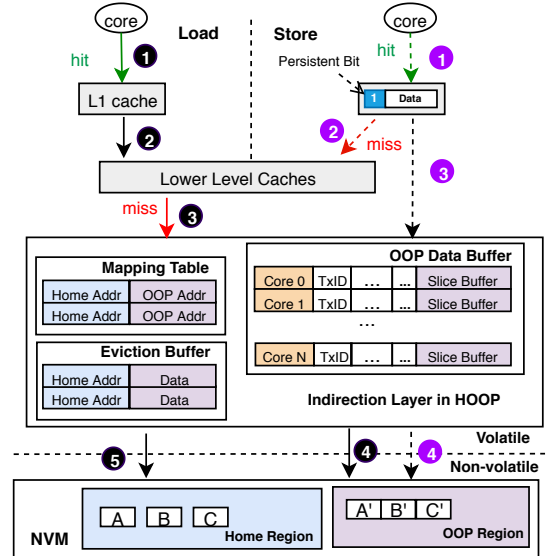 core
core
Load
Store
hit
1
hit
1
Persistent Bit
L1 cache
1
Data
2
2
miss
3
Lower Level Caches
miss
3
Mapping Table
Home Addr OOP Addr
Home Addr OOP Addr
Eviction Buffer
Home Addr Data
Home Addr Data
OOP Data Buffer
Core 0 TxID ... ... Slice Buffer
Core 1 TxID ... ... Slice Buffer
...
Core N TxID ... ... Slice Buffer
Indirection Layer in HOOP
5
4
4
Volatile
Non-volatile
NVM
A B C
Home Region
A' B' C'
OOP Region